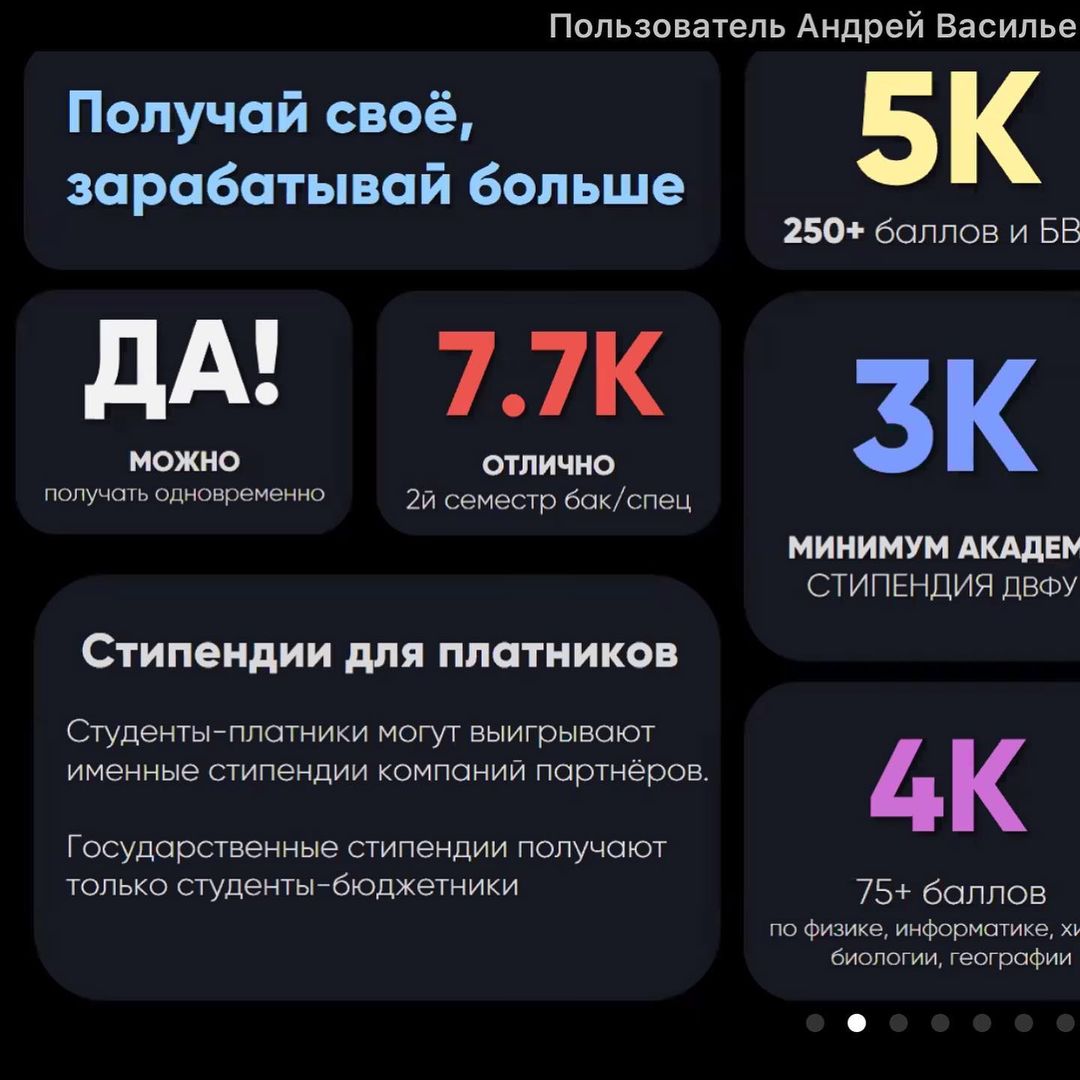 Пользователь Андрей Василье
Получай своё,
зарабатывай больше
5K
250+ баллов и БВ
ДА!
МОЖНО
получать одновременно
7.7K
ОТЛИЧНО
2й семестр бак/спец
3K
МИНИМУМ АКАДЕМ
СТИПЕНДИЯ ДВФУ
Стипендии для платников
Студенты-платники могут выигрывают
именные стипендии компаний партнёров.
Государственные стипендии получают
только студенты-бюджетники
4K
75+ баллов
по физике, информатике, хи
биологии, географии